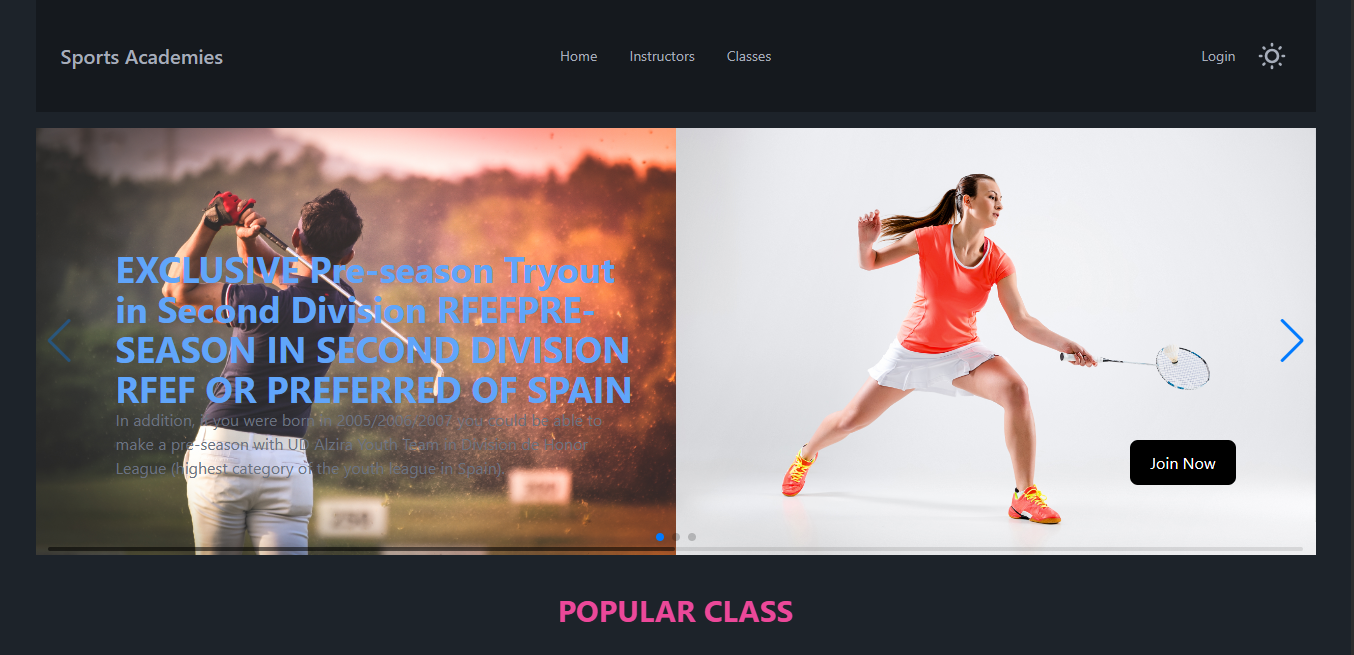 Sports Academies
Home
Instructors
Classes
Login
EXCLUSIVE Pre-season Tryout
in Second Division RFEFPRE-
SEASON IN SECOND DIVISION
RFEF OR PREFERRED OF SPAIN
In addition, if you were born in 2005/2006/2007 you could be able to
make a pre-season with UD Alzira Youth Team in Division de Honor
League (highest category of the youth league in Spain).
Join Now
POPULAR CLASS